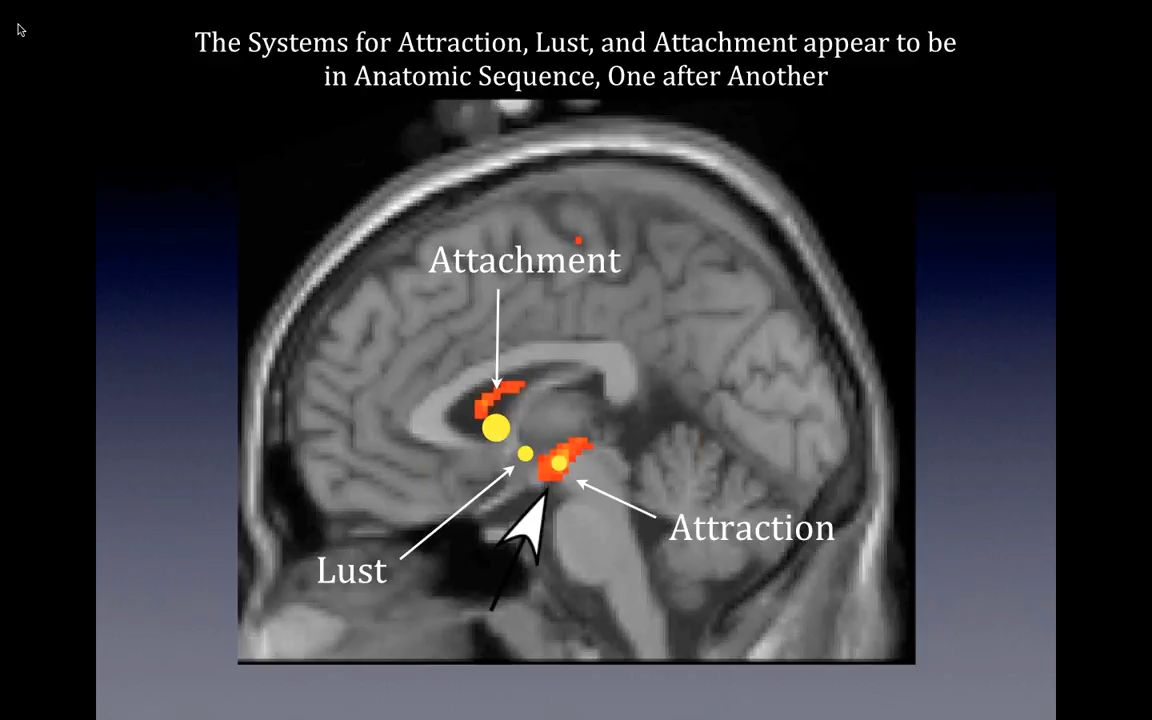 The Systems for Attraction, Lust, and Attachment appear to be
in Anatomic Sequence, One after Another
Attachment
Attraction
Lust